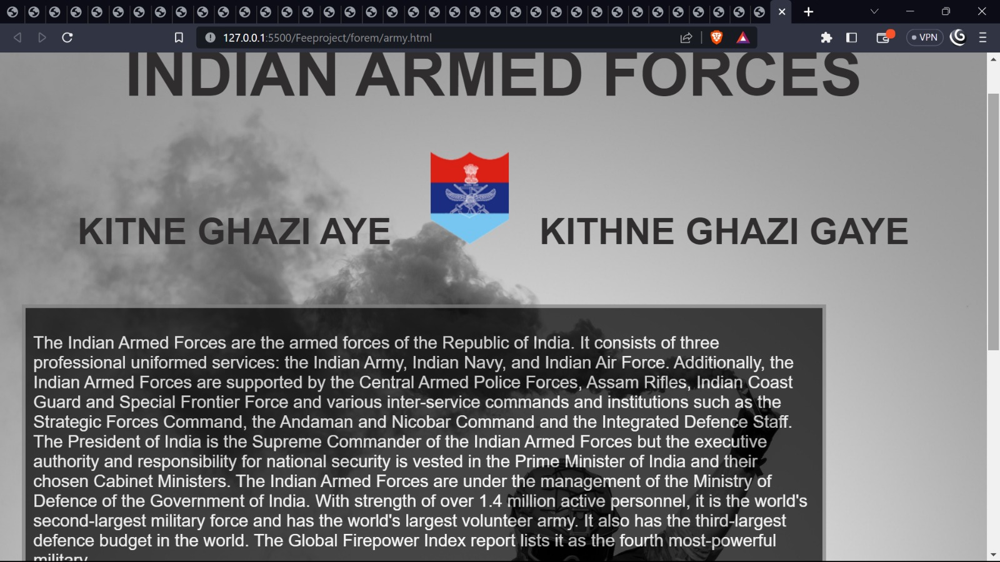 127.0.0.1:5500/Feeproject/forem/army.html
VPN
INDIAN ARMED FORCES
KITNE GHAZI AYE
KITHNE GHAZI GAYE
The Indian Armed Forces are the armed forces of the Republic of India. It consists of three
professional uniformed services: the Indian Army, Indian Navy, and Indian Air Force. Additionally, the
Indian Armed Forces are supported by the Central Armed Police Forces, Assam Rifles, Indian Coast
Guard and Special Frontier Force and various inter-service commands and institutions such as the
Strategic Forces Command, the Andaman and Nicobar Command and the Integrated Defence Staff.
The President of India is the Supreme Commander of the Indian Armed Forces but the executive
authority and responsibility for national security is vested in the Prime Minister of India and their
chosen Cabinet Ministers. The Indian Armed Forces are under the management of the Ministry of
Defence of the Government of India. With strength of over 1.4 million active personnel, it is the world's
second-largest military force and has the world's largest volunteer army. It also has the third-largest
defence budget in the world. The Global Firepower Index report lists it as the fourth most-powerful
military.